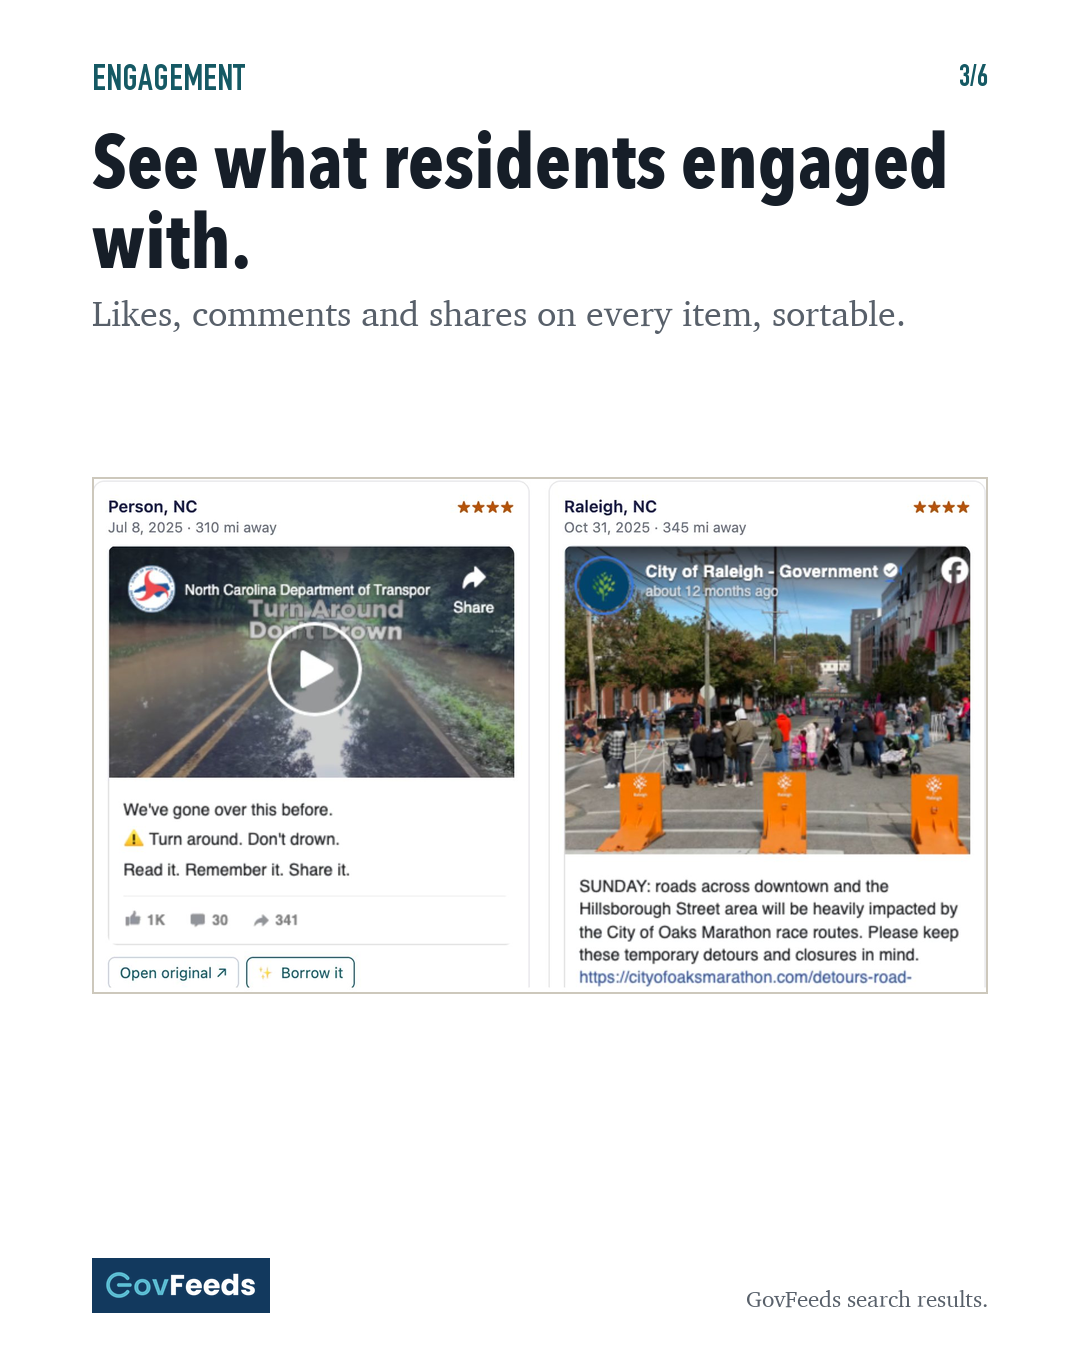 ENGAGEMENT
3/6
See what residents engaged
with.
Likes, comments and shares on every item, sortable.
Person, NC
★★★★
Jul 8, 2025 · 310 mi away
North Carolina Department of Transpor
Share
Turn Around
Don't Drown
We've gone over this before.
⚠️ Turn around. Don't drown.
Read it. Remember it. Share it.
1K 30 341
Open original ↗ ✨ Borrow it
Raleigh, NC
★★★★
Oct 31, 2025 · 345 mi away
City of Raleigh - Government
about 12 months ago
Raleigh
Raleigh
Raleigh
SUNDAY: roads across downtown and the
Hillsborough Street area will be heavily impacted by
the City of Oaks Marathon race routes. Please keep
these temporary detours and closures in mind.
https://cityofoaksmarathon.com/detours-road-
GovFeeds
GovFeeds search results.